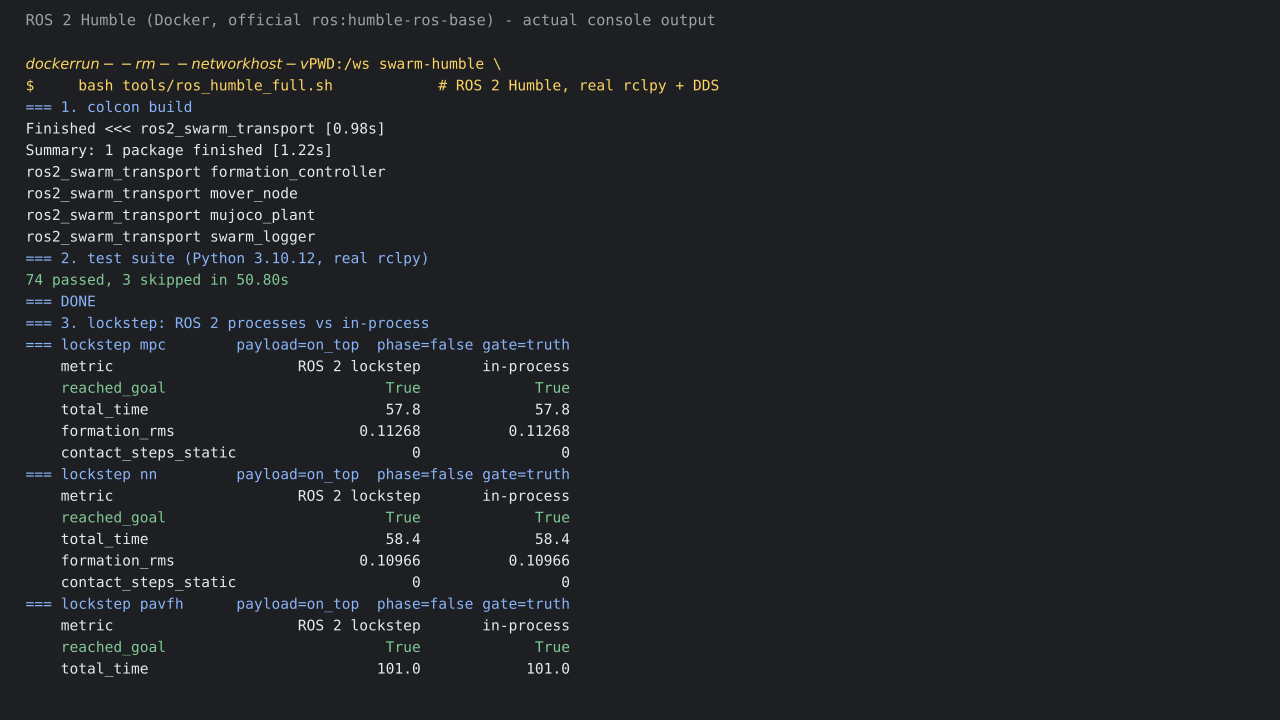 ROS 2 Humble (Docker, official ros:humble-ros-base) - actual console output
dockerrun−−rm−−networkhost−vPWD:/ws swarm-humble \
$     bash tools/ros_humble_full.sh            # ROS 2 Humble, real rclpy + DDS
=== 1. colcon build
Finished <<< ros2_swarm_transport [0.98s]
Summary: 1 package finished [1.22s]
ros2_swarm_transport formation_controller
ros2_swarm_transport mover_node
ros2_swarm_transport mujoco_plant
ros2_swarm_transport swarm_logger
=== 2. test suite (Python 3.10.12, real rclpy)
74 passed, 3 skipped in 50.80s
=== DONE
=== 3. lockstep: ROS 2 processes vs in-process
=== lockstep mpc        payload=on_top  phase=false gate=truth
    metric                     ROS 2 lockstep       in-process
    reached_goal                         True             True
    total_time                           57.8             57.8
    formation_rms                     0.11268          0.11268
    contact_steps_static                    0                0
=== lockstep nn         payload=on_top  phase=false gate=truth
    metric                     ROS 2 lockstep       in-process
    reached_goal                         True             True
    total_time                           58.4             58.4
    formation_rms                     0.10966          0.10966
    contact_steps_static                    0                0
=== lockstep pavfh      payload=on_top  phase=false gate=truth
    metric                     ROS 2 lockstep       in-process
    reached_goal                         True             True
    total_time                          101.0            101.0